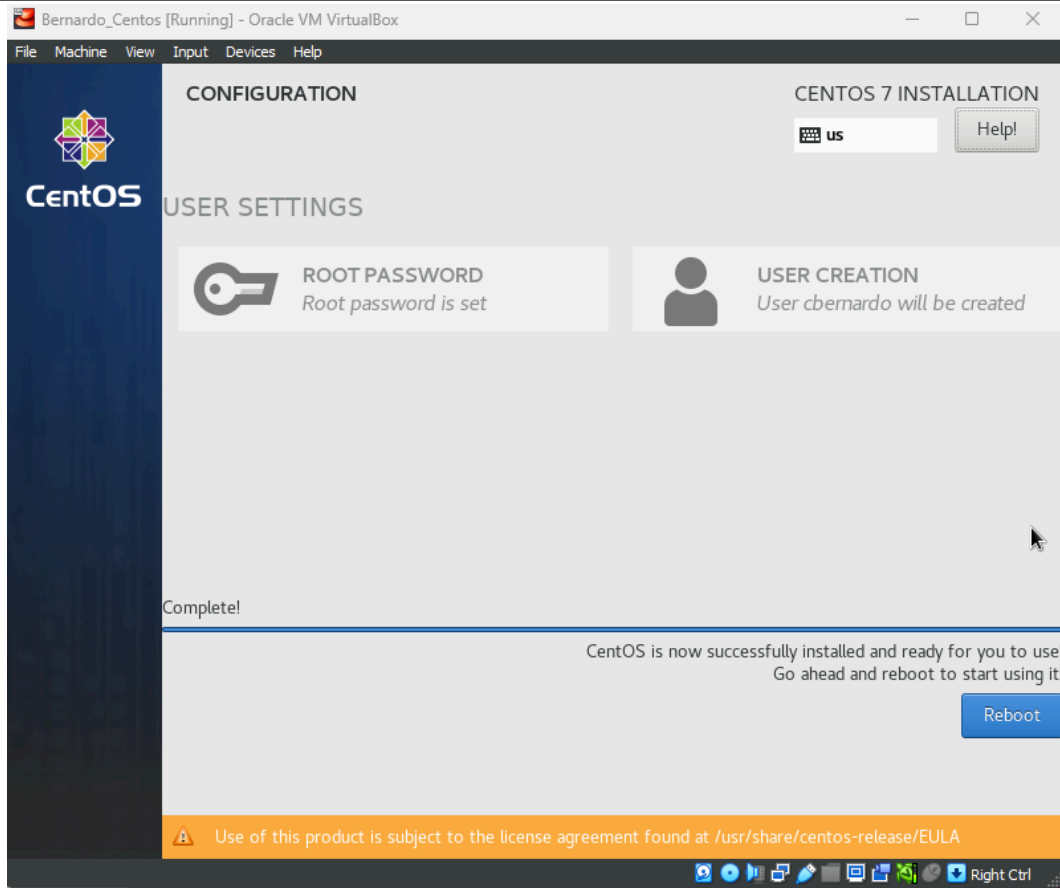 Bernardo_Centos [Running] - Oracle VM VirtualBox
File Machine View Input Devices Help
CentOS
CONFIGURATION
CENTOS 7 INSTALLATION
us
Help!
USER SETTINGS
ROOT PASSWORD
Root password is set
USER CREATION
User cbernardo will be created
Complete!
CentOS is now successfully installed and ready for you to use
Go ahead and reboot to start using it
Reboot
Use of this product is subject to the license agreement found at /usr/share/centos-release/EULA
Right Ctrl